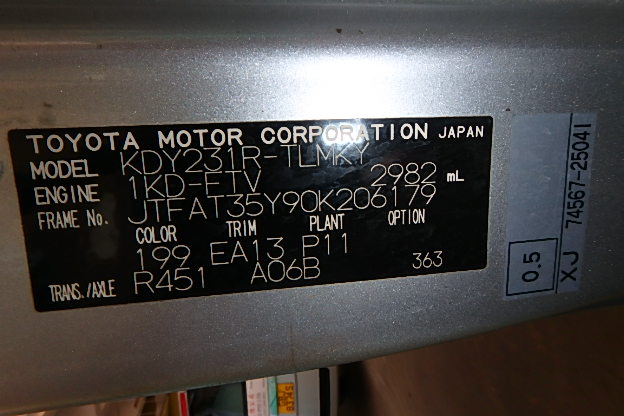 TOYOTA MOTOR CORPORATION JAPAN
MODEL KDY231R-TLMKY
ENGINE 1KD-FTV 2982 mL
FRAME No. JTFAT35Y90K206179
COLOR TRIM PLANT OPTION
199 EA13 P11
TRANS./AXLE R451 A06B 363
74567-25041
0.5 XJ